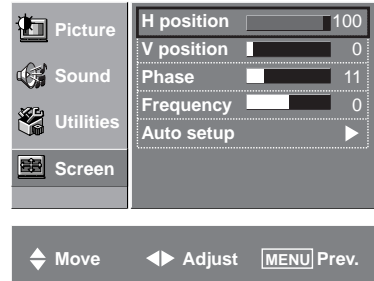 Picture
Sound
Utilities
Screen
H position 100
V position 0
Phase 11
Frequency 0
Auto setup
Move Adjust MENU Prev.